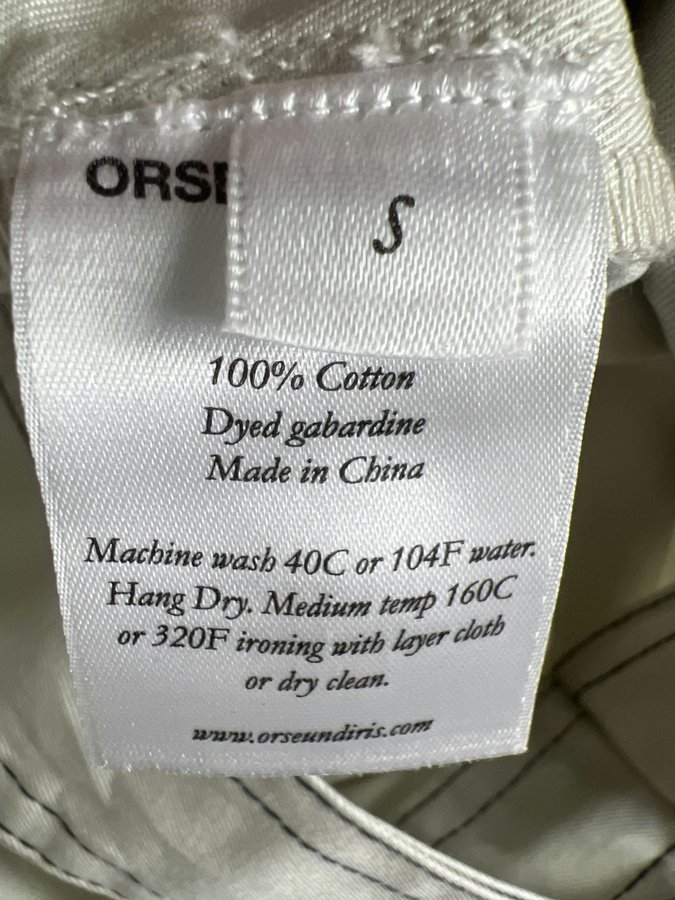 ORSE
S
100% Cotton
Dyed gabardine
Made in China
Machine wash 40C or 104F water.
Hang Dry. Medium temp 160C
or 320F ironing with layer cloth
or dry clean.
www.orseundiris.com